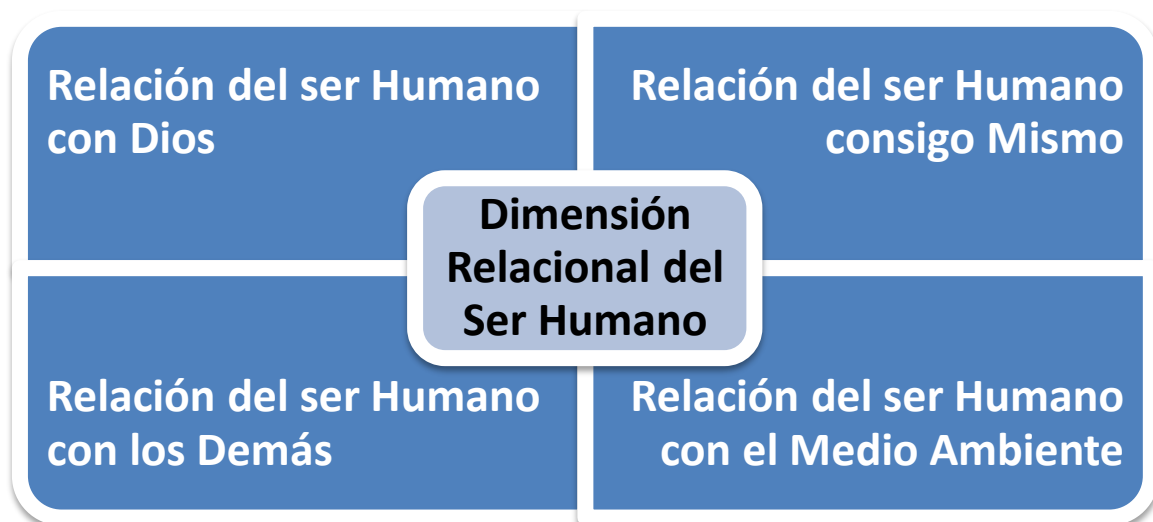 Relación del ser Humano
con Dios
Relación del ser Humano
consigo Mismo
Dimensión
Relacional del
Ser Humano
Relación del ser Humano
con los Demás
Relación del ser Humano
con el Medio Ambiente